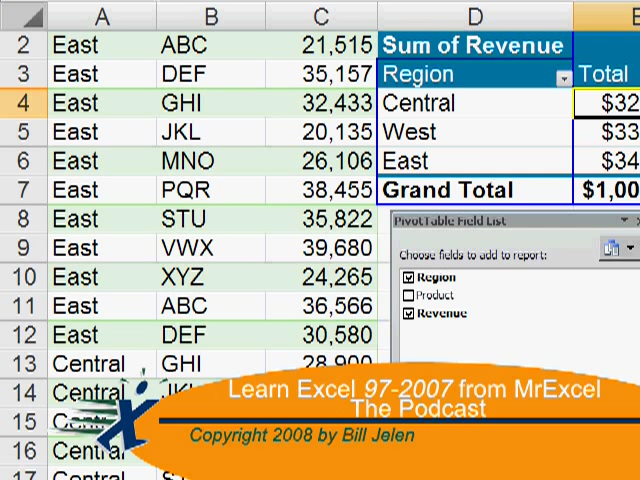 A B C D E
2 East ABC 21,515 Sum of Revenue
3 East DEF 35,157 Region Total
4 East GHI 32,433 Central $32
5 East JKL 20,135 West $33
6 East MNO 26,106 East $34
7 East PQR 38,455 Grand Total $1,00
8 East STU 35,822
PivotTable Field List
9 East VWX 39,680
Choose fields to add to report:
10 East XYZ 24,265
Region
Product
11 East ABC 36,566
Revenue
12 East DEF 30,580
13 Central GHI 28,900
14 Central
15
16 Central
17 Central
Learn Excel 97-2007 from MrExcel
The Podcast
Copyright 2008 by Bill Jelen